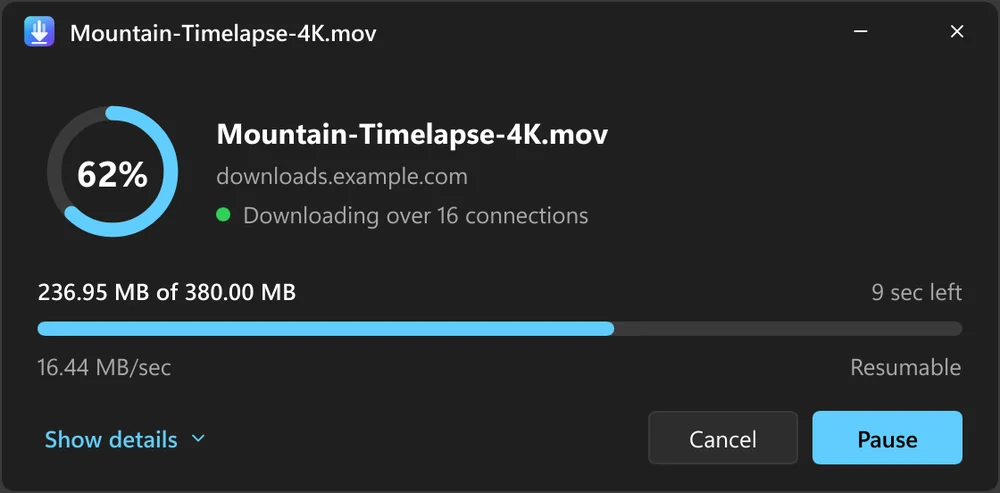 Mountain-Timelapse-4K.mov
62%
Mountain-Timelapse-4K.mov
downloads.example.com
Downloading over 16 connections
236.95 MB of 380.00 MB
9 sec left
16.44 MB/sec
Resumable
Show details
Cancel
Pause